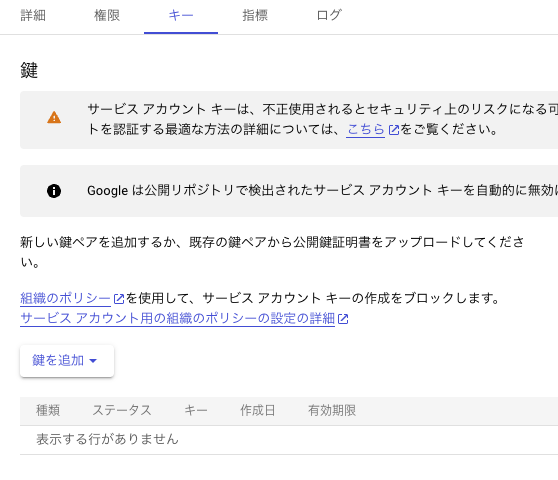 詳細 権限 キー 指標 ログ
鍵
サービス アカウント キーは、不正使用されるとセキュリティ上のリスクになる可
トを認証する最適な方法の詳細については、こちら をご覧ください。
Google は公開リポジトリで検出されたサービス アカウント キーを自動的に無効に
新しい鍵ペアを追加するか、既存の鍵ペアから公開鍵証明書をアップロードしてくださ
い。
組織のポリシー を使用して、サービス アカウント キーの作成をブロックします。
サービス アカウント用の組織のポリシーの設定の詳細
鍵を追加
種類 ステータス キー 作成日 有効期限
表示する行がありません